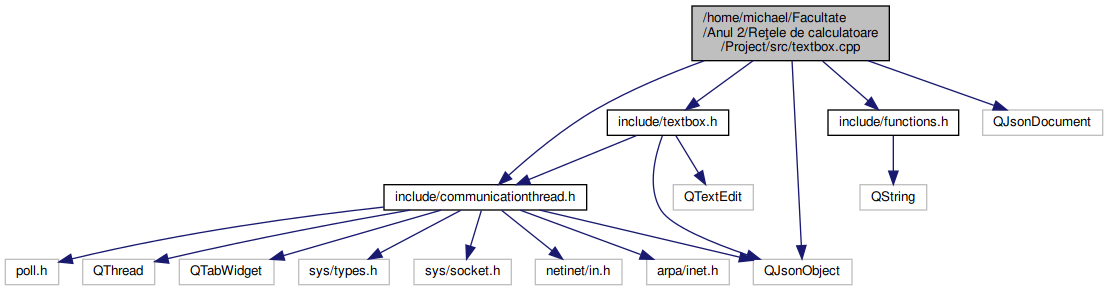 /home/michael/Facultate
/Anul 2/Reţele de calculatoare
/Project/src/textbox.cpp
include/textbox.h
include/functions.h
QJsonDocument
include/communicationthread.h
QTextEdit
QString
poll.h
QThread
QTabWidget
sys/types.h
sys/socket.h
netinet/in.h
arpa/inet.h
QJsonObject